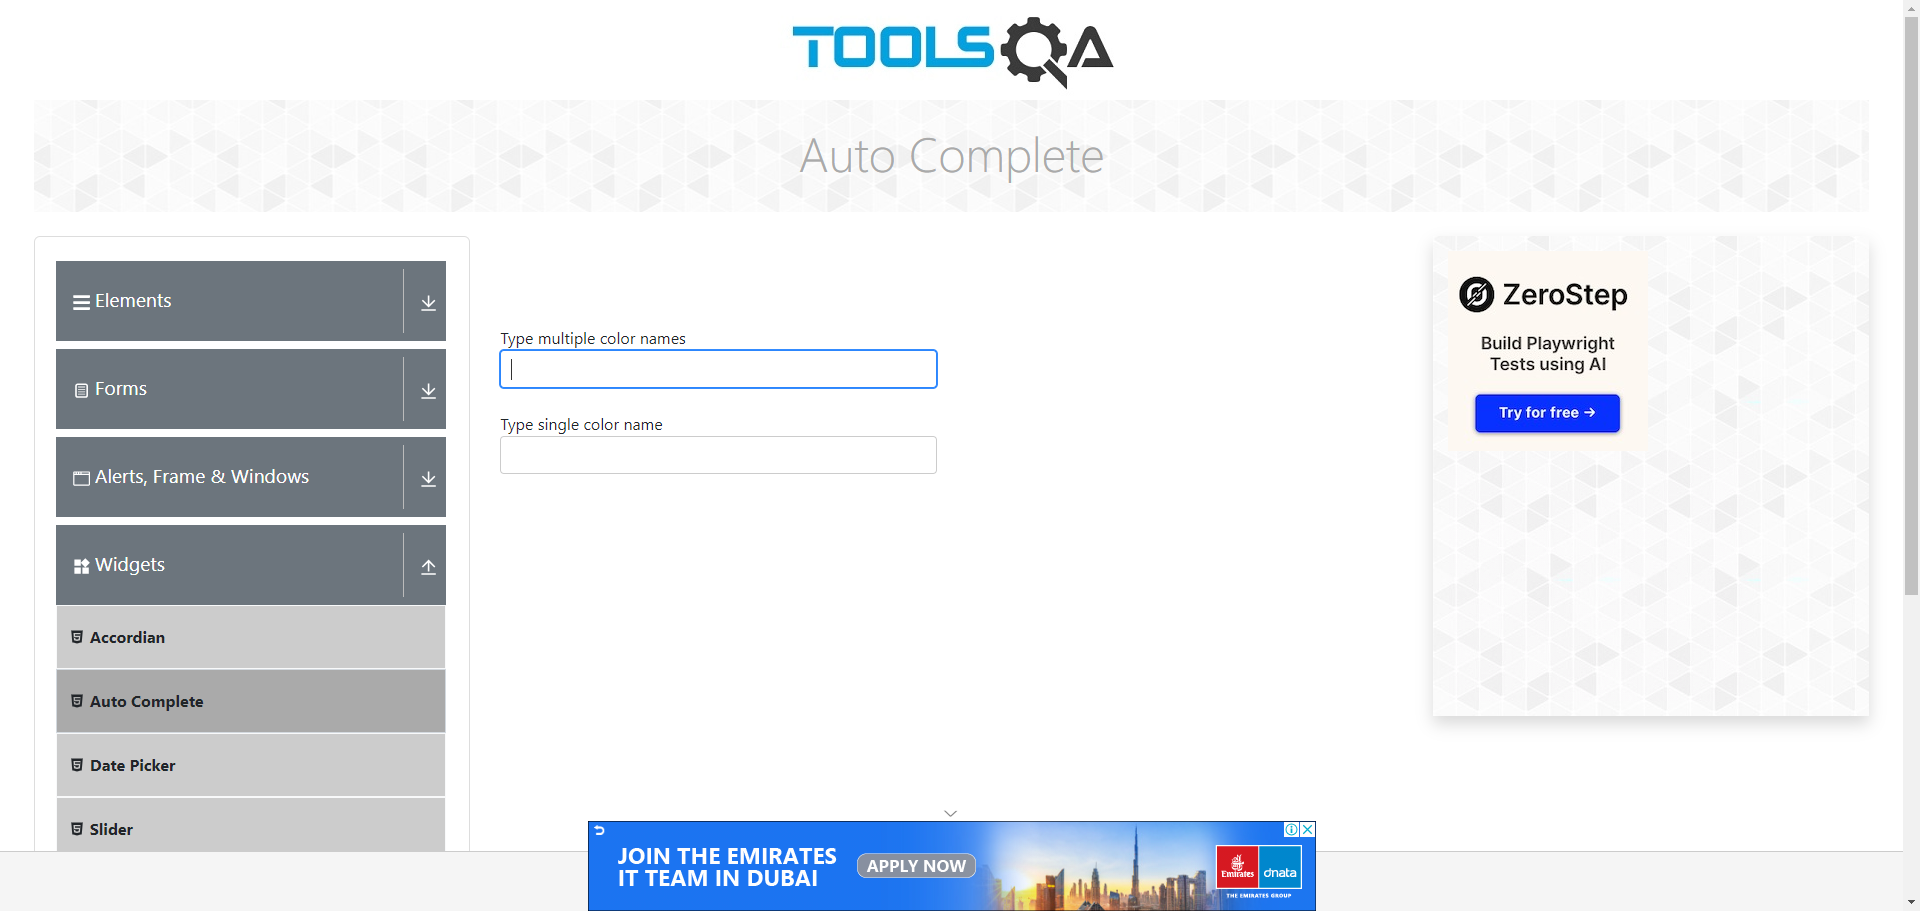 TOOLSQA
Auto Complete
Elements
Forms
Alerts, Frame & Windows
Widgets
Accordian
Auto Complete
Date Picker
Slider
Type multiple color names
Type single color name
ZeroStep
Build Playwright
Tests using AI
Try for free →
JOIN THE EMIRATES
IT TEAM IN DUBAI
APPLY NOW
Emirates
dnata
THE EMIRATES GROUP